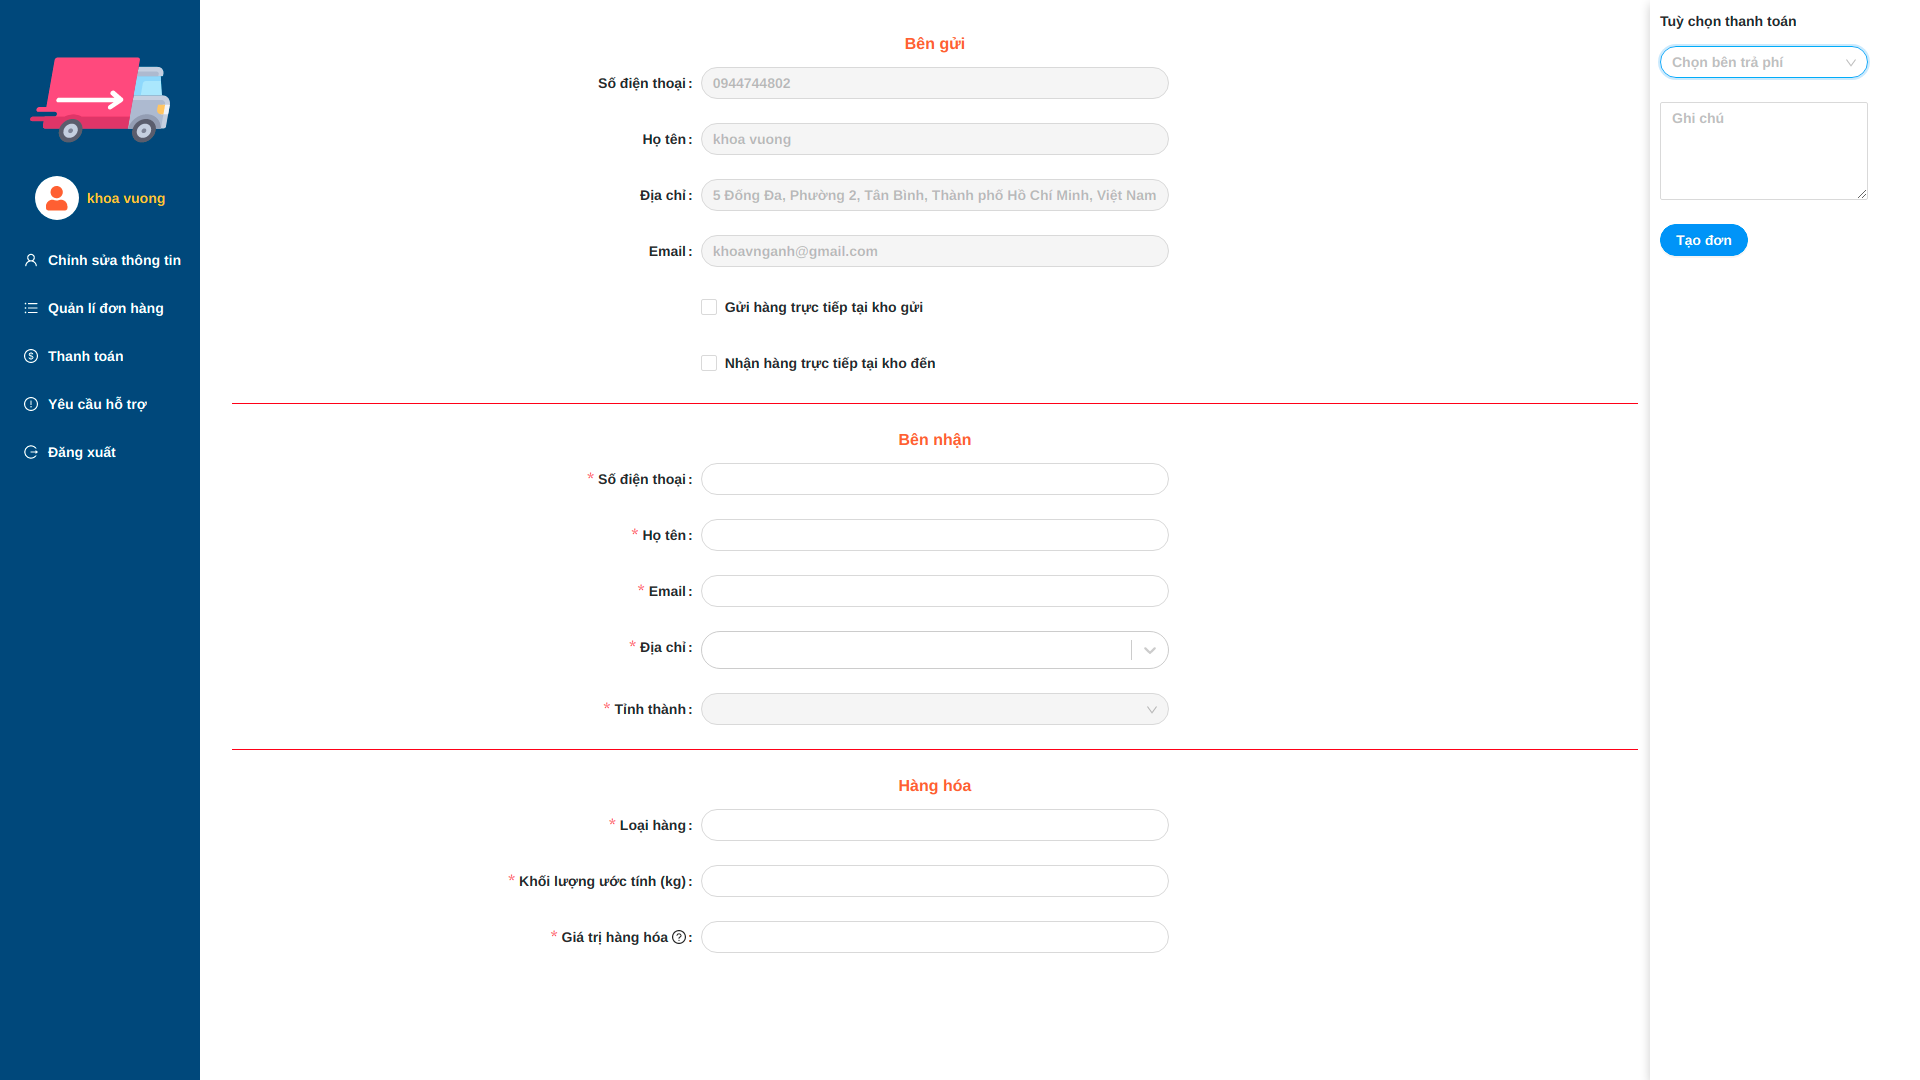 khoa vuong
Chỉnh sửa thông tin
Quản lí đơn hàng
Thanh toán
Yêu cầu hỗ trợ
Đăng xuất
Bên gửi
Số điện thoại : 0944744802
Họ tên : khoa vuong
Địa chỉ : 5 Đống Đa, Phường 2, Tân Bình, Thành phố Hồ Chí Minh, Việt Nam
Email : khoavnganh@gmail.com
Gửi hàng trực tiếp tại kho gửi
Nhận hàng trực tiếp tại kho đến
Bên nhận
* Số điện thoại :
* Họ tên :
* Email :
* Địa chỉ :
* Tỉnh thành :
Hàng hóa
* Loại hàng :
* Khối lượng ước tính (kg) :
* Giá trị hàng hóa :
Tuỳ chọn thanh toán
Chọn bên trả phí
Ghi chú
Tạo đơn